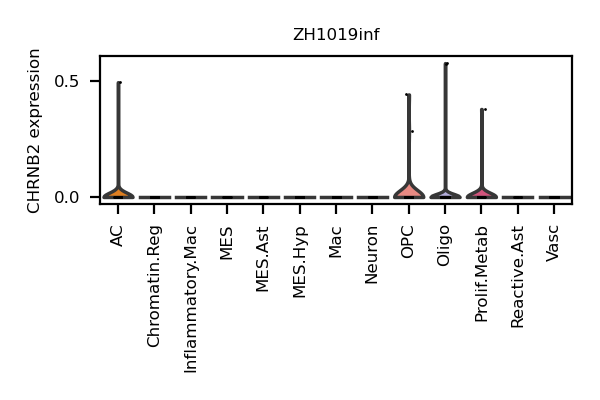 ZH1019inf
CHRNB2 expression
0.5
0.0
AC
Chromatin.Reg
Inflammatory.Mac
MES
MES.Ast
MES.Hyp
Mac
Neuron
OPC
Oligo
Prolif.Metab
Reactive.Ast
Vasc